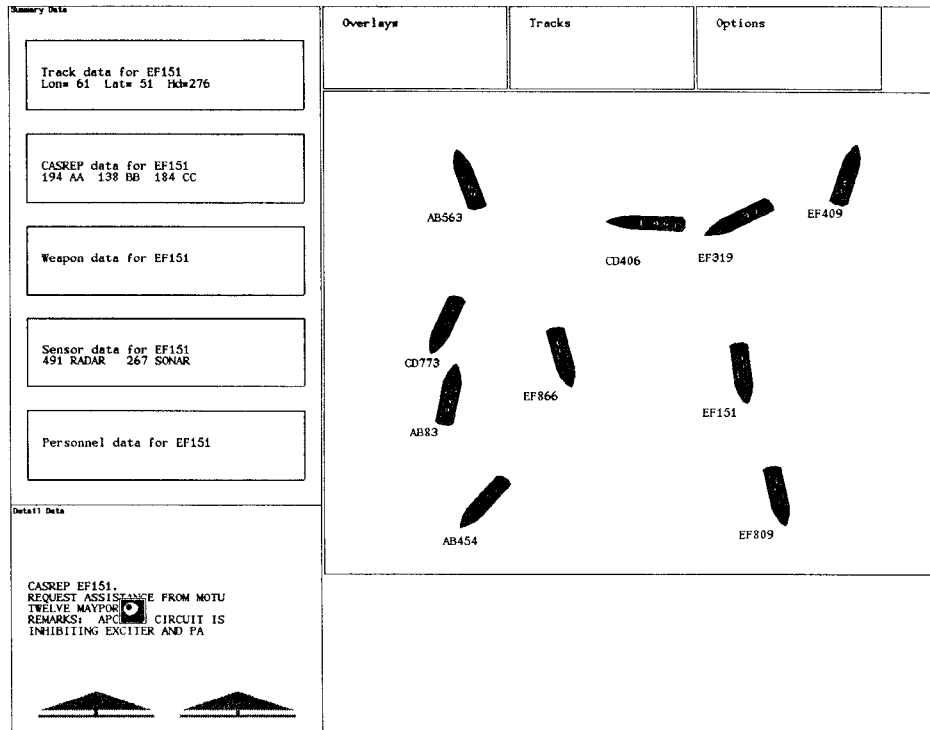 Summary Data
Track data for EF151
Lon= 61 Lat= 51 Hd=276
CASREP data for EF151
194 AA 138 BB 184 CC
Weapon data for EF151
Sensor data for EF151
491 RADAR 267 SONAR
Personnel data for EF151
Detail Data
CASREP EF151.
REQUEST ASSISTANCE FROM MOTU
TWELVE
REMARKS: CIRCUIT IS
INHIBITING EXCITER AND PA
Overlays
Tracks
Options
AB563
EF409
CD406
EF319
CD773
EF866
EF151
AB83
AB454
EF809